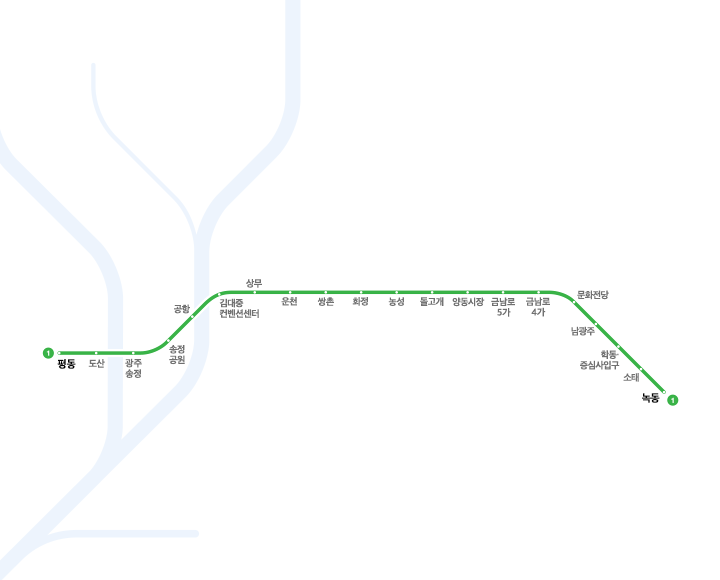 1
평동
도산
광주
송정
송정
공원
공항
김대중
컨벤션센터
상무
운천
쌍촌
화정
농성
돌고개
양동시장
금남로
5가
금남로
4가
문화전당
남광주
학동·
증심사입구
소태
녹동
1